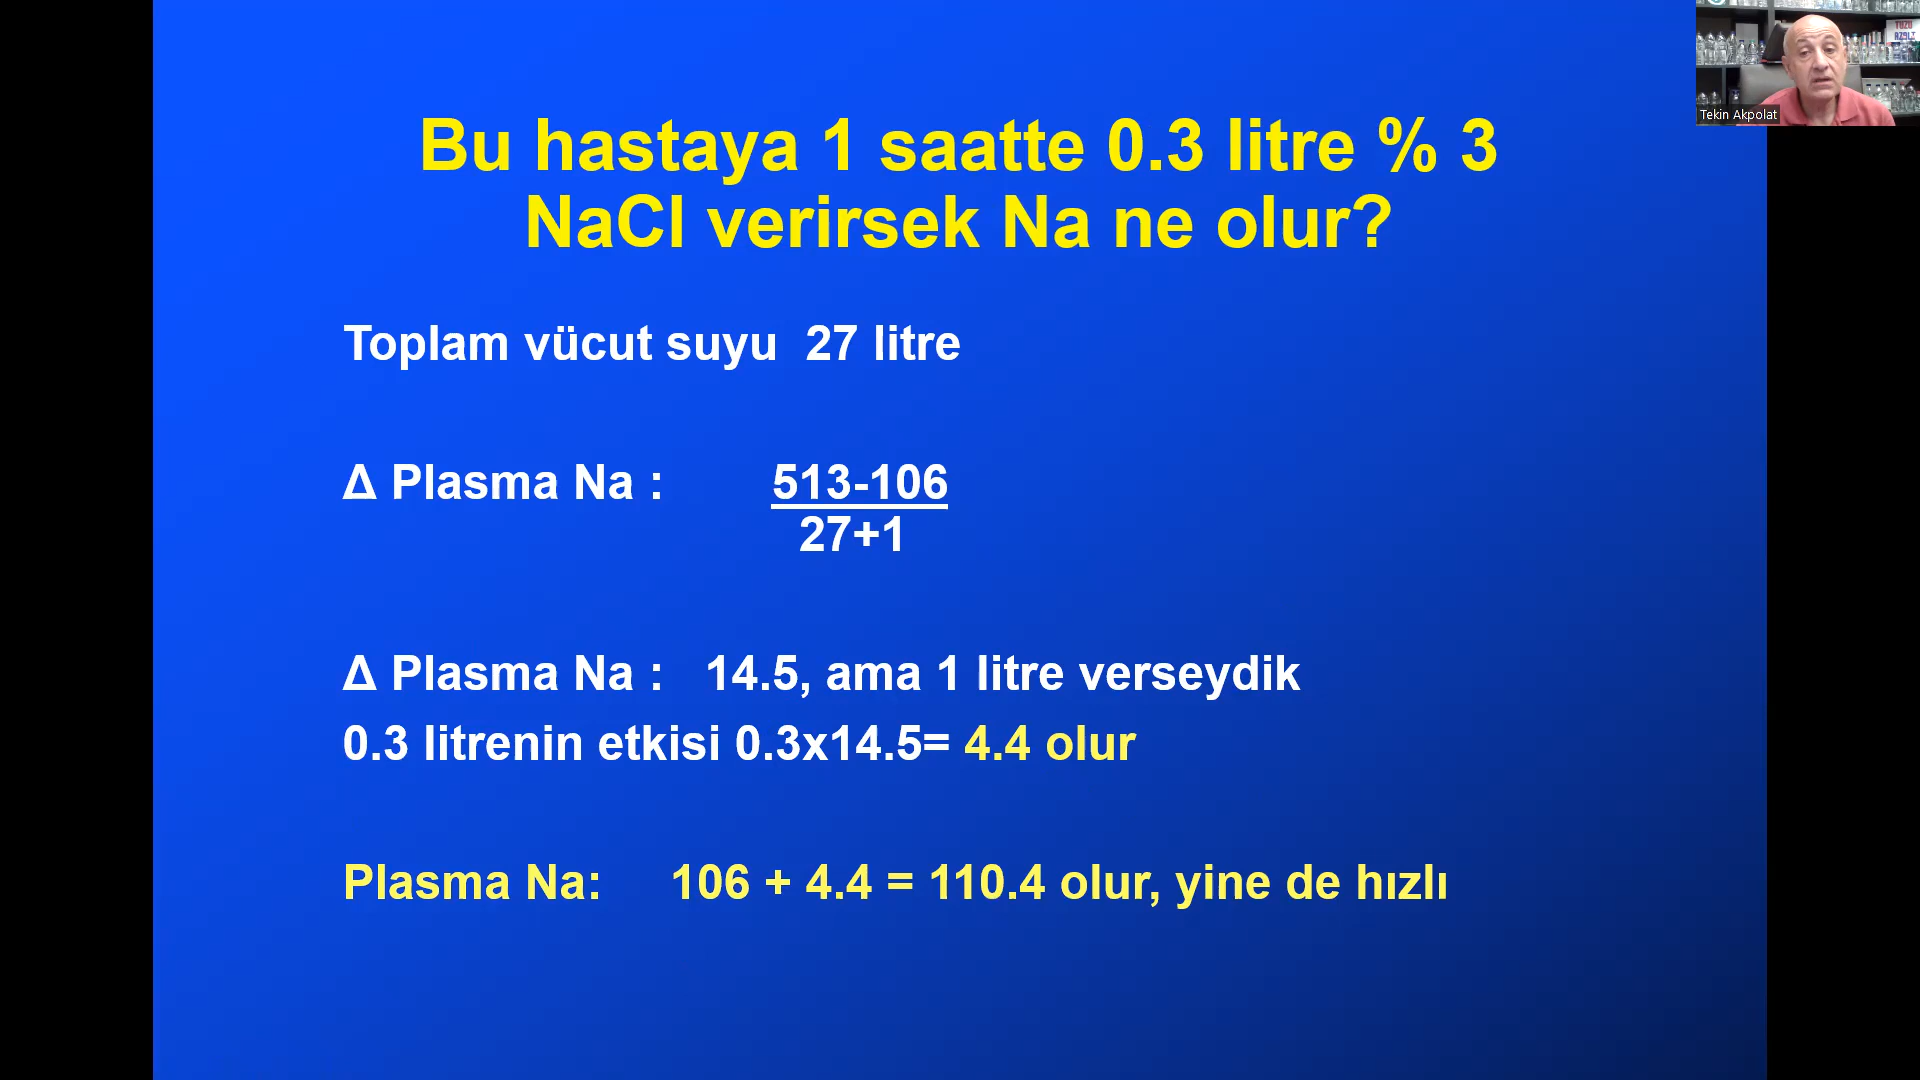 Bu hastaya 1 saatte 0.3 litre % 3
NaCl verirsek Na ne olur?
Toplam vücut suyu 27 litre
Δ Plasma Na : 513-106
27+1
Δ Plasma Na : 14.5, ama 1 litre verseydik
0.3 litrenin etkisi 0.3x14.5= 4.4 olur
Plasma Na: 106 + 4.4 = 110.4 olur, yine de hızlı
Tekin Akpolat
TUZU
AZALT